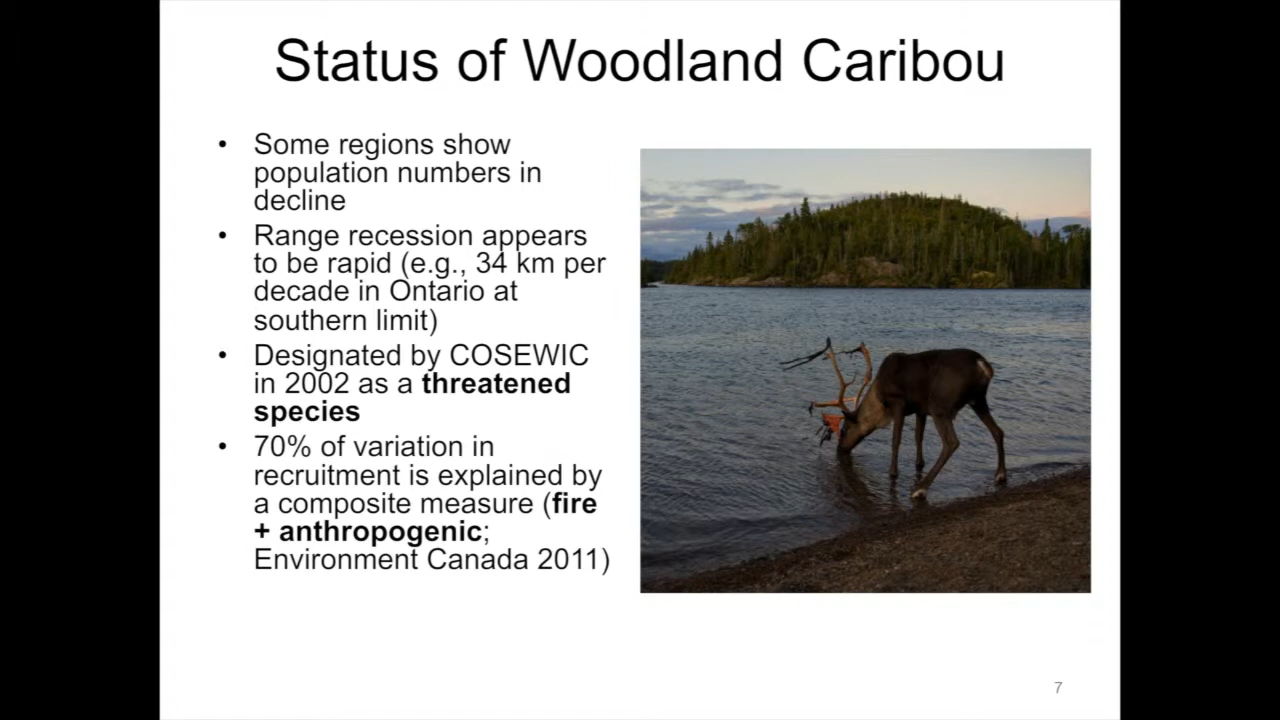 Status of Woodland Caribou
• Some regions show
population numbers in
decline
• Range recession appears
to be rapid (e.g., 34 km per
decade in Ontario at
southern limit)
• Designated by COSEWIC
in 2002 as a threatened
species
• 70% of variation in
recruitment is explained by
a composite measure (fire
+ anthropogenic;
Environment Canada 2011)
7